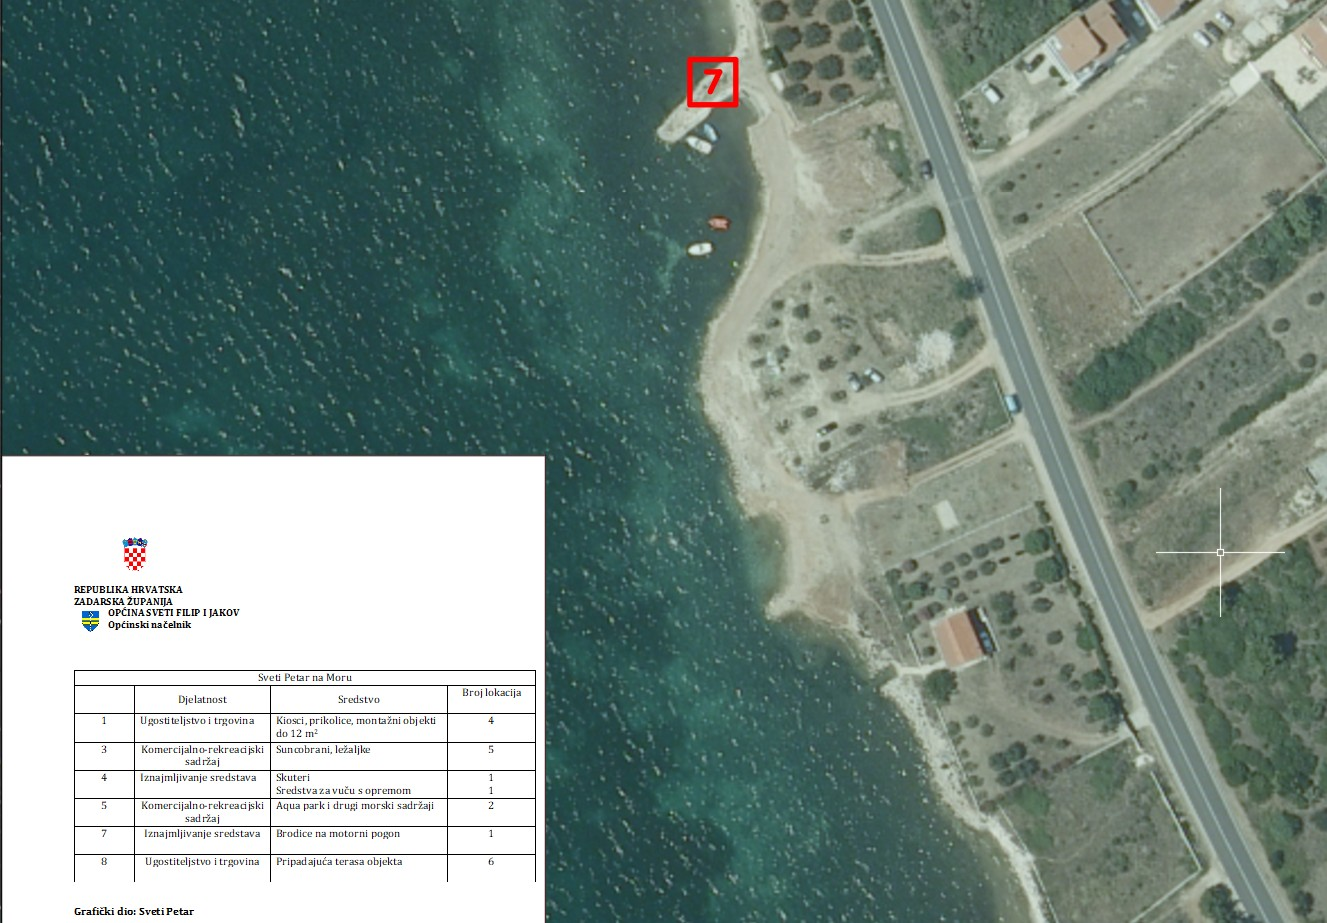 7
REPUBLIKA HRVATSKA
ZADARSKA ŽUPANIJA
OPĆINA SVETI FILIP I JAKOV
Općinski načelnik
Sveti Petar na Moru
Djelatnost Sredstvo Broj lokacija
1 Ugostiteljstvo i trgovina Kiosci, prikolice, montažni objekti 4
do 12 m²
3 Komercijalno-rekreacijski Suncobrani, ležaljke 5
sadržaj
4 Iznajmljivanje sredstava Skuteri 1
Sredstva za vuču s opremom 1
5 Komercijalno-rekreacijski Aqua park i drugi morski sadržaji 2
sadržaj
7 Iznajmljivanje sredstava Brodice na motorni pogon 1
8 Ugostiteljstvo i trgovina Pripadajuća terasa objekta 6
Grafički dio: Sveti Petar